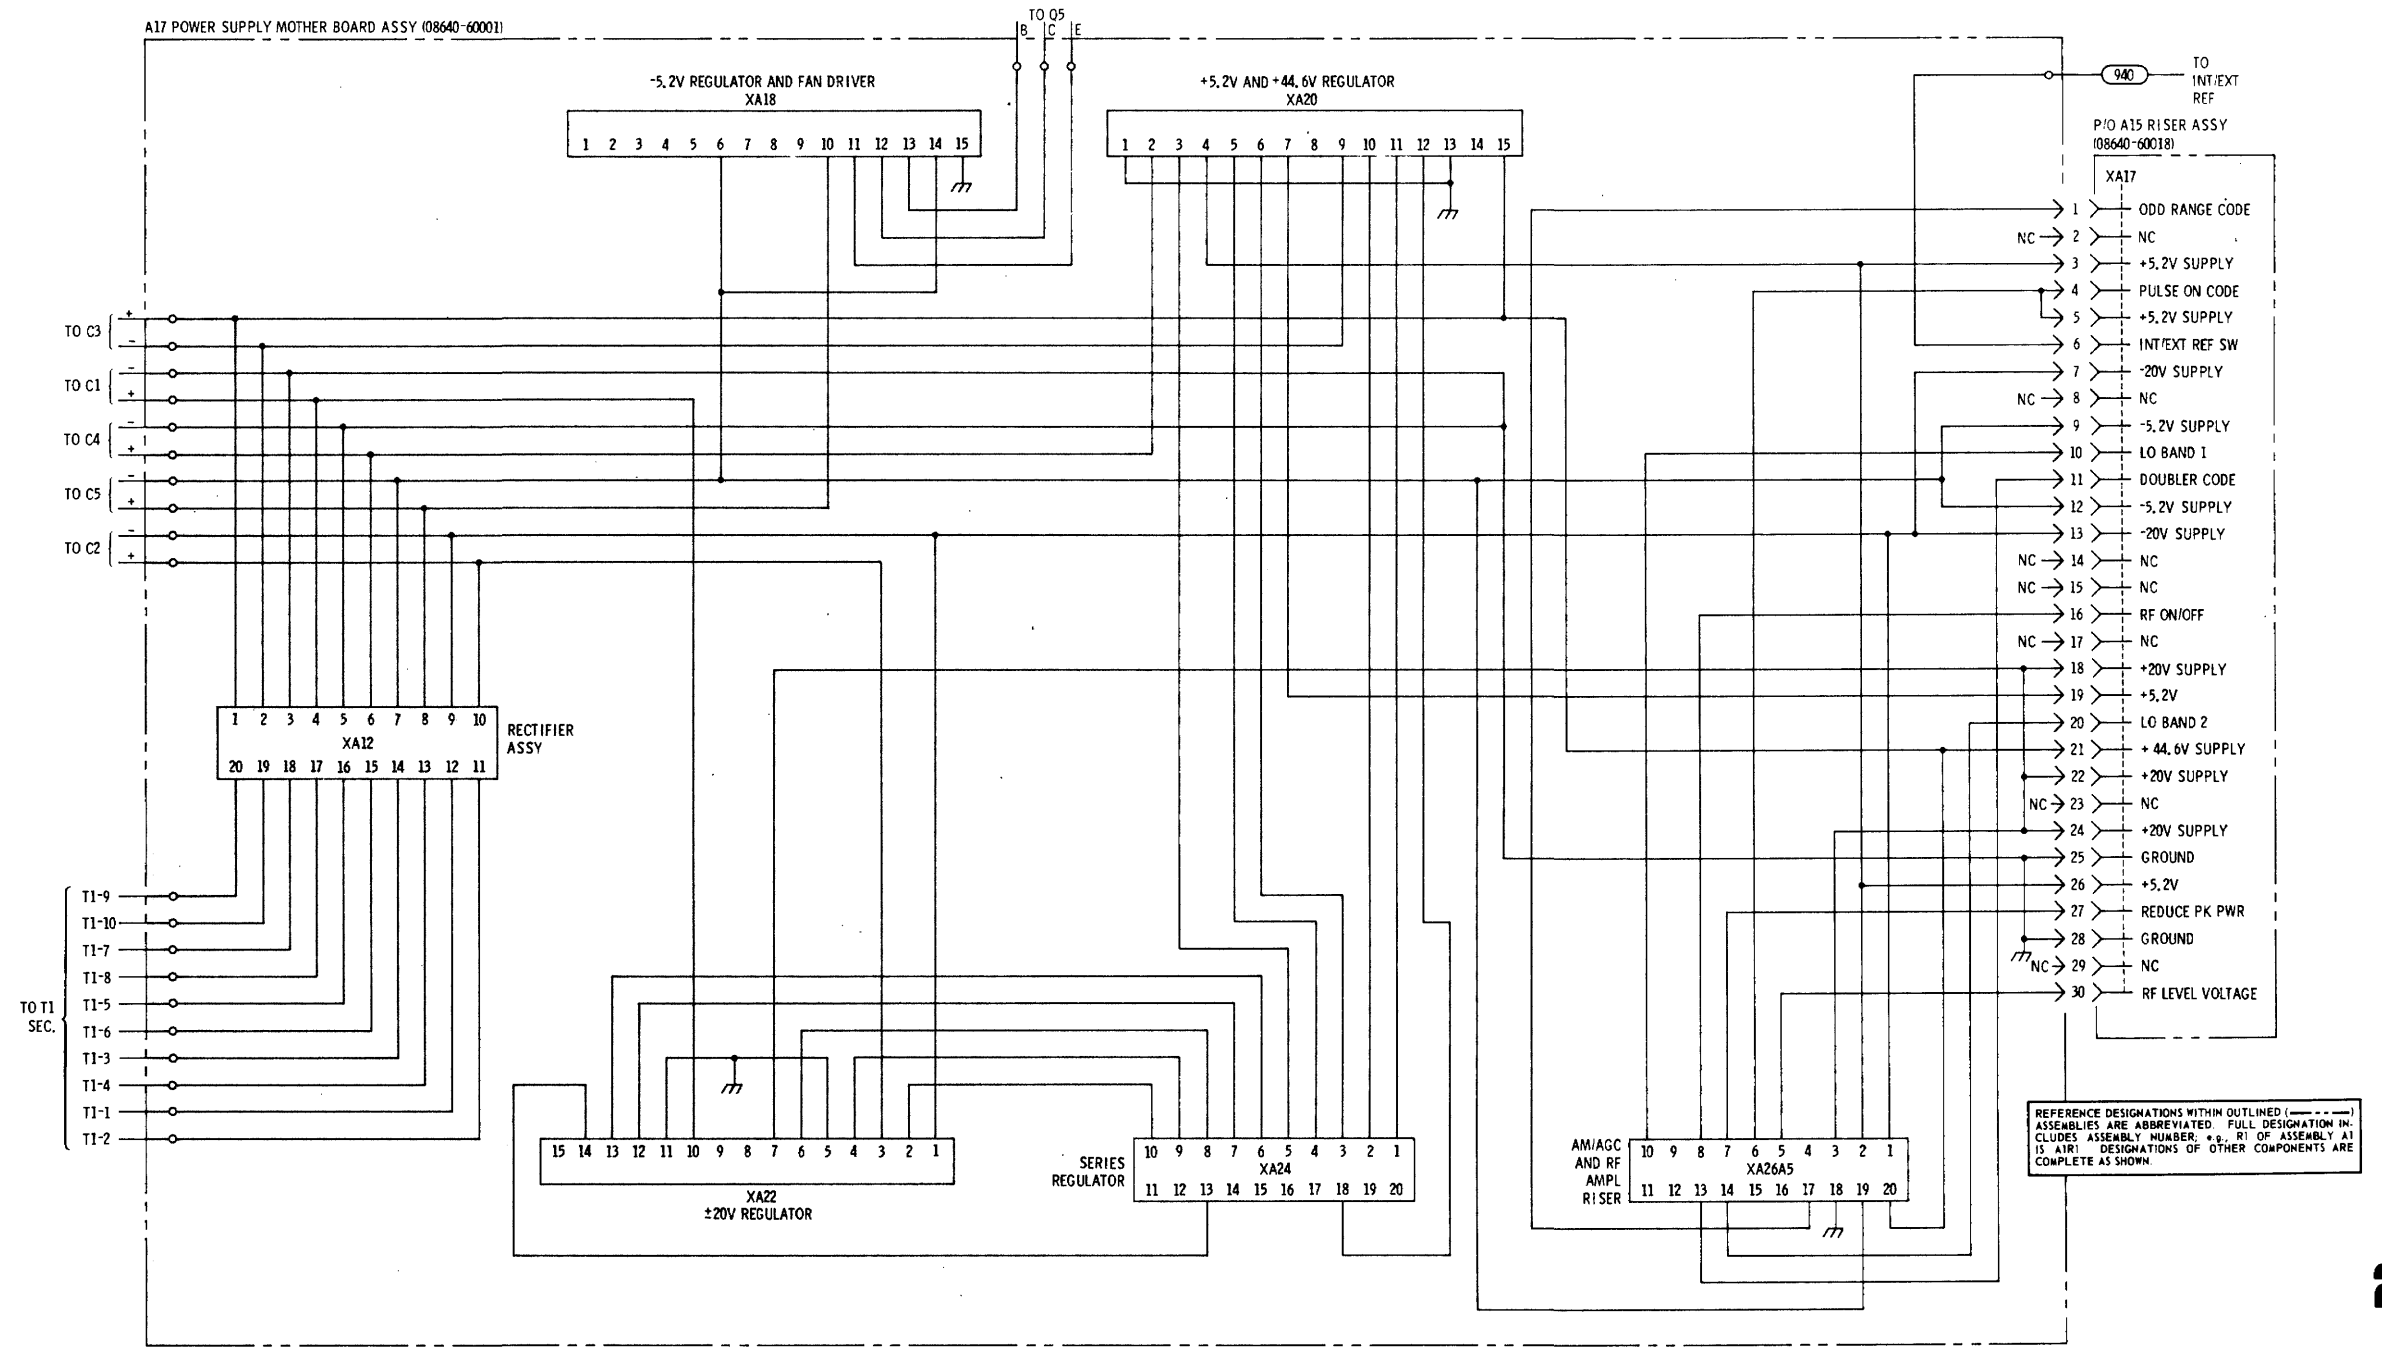 A17 POWER SUPPLY MOTHER BOARD ASSY (08640-60001)
TO Q5
B C E
-5.2V REGULATOR AND FAN DRIVER
XA18
1 2 3 4 5 6 7 8 9 10 11 12 13 14 15
+5.2V AND +44.6V REGULATOR
XA20
1 2 3 4 5 6 7 8 9 10 11 12 13 14 15
940
TO
INT/EXT
REF
P/O A15 RISER ASSY
(08640-60018)
XA17
1 ODD RANGE CODE
NC 2 NC
3 +5.2V SUPPLY
4 PULSE ON CODE
5 +5.2V SUPPLY
6 INT/EXT REF SW
7 -20V SUPPLY
NC 8 NC
9 -5.2V SUPPLY
10 LO BAND 1
11 DOUBLER CODE
12 -5.2V SUPPLY
13 -20V SUPPLY
NC 14 NC
NC 15 NC
16 RF ON/OFF
NC 17 NC
18 +20V SUPPLY
19 +5.2V
20 LO BAND 2
21 + 44.6V SUPPLY
22 +20V SUPPLY
NC 23 NC
24 +20V SUPPLY
25 GROUND
26 +5.2V
27 REDUCE PK PWR
28 GROUND
NC 29 NC
30 RF LEVEL VOLTAGE
TO C3 + -
TO C1 - +
TO C4 - +
TO C5 - +
TO C2 - +
1 2 3 4 5 6 7 8 9 10
XA12
20 19 18 17 16 15 14 13 12 11
RECTIFIER
ASSY
TO T1
SEC.
T1-9
T1-10
T1-7
T1-8
T1-5
T1-6
T1-3
T1-4
T1-1
T1-2
15 14 13 12 11 10 9 8 7 6 5 4 3 2 1
XA22
±20V REGULATOR
SERIES
REGULATOR
10 9 8 7 6 5 4 3 2 1
XA24
11 12 13 14 15 16 17 18 19 20
AM/AGC
AND RF
AMPL
RISER
10 9 8 7 6 5 4 3 2 1
XA26A5
11 12 13 14 15 16 17 18 19 20
REFERENCE DESIGNATIONS WITHIN OUTLINED (— - - —)
ASSEMBLIES ARE ABBREVIATED. FULL DESIGNATION IN-
CLUDES ASSEMBLY NUMBER; e.g., R1 OF ASSEMBLY A1
IS A1R1 DESIGNATIONS OF OTHER COMPONENTS ARE
COMPLETE AS SHOWN.